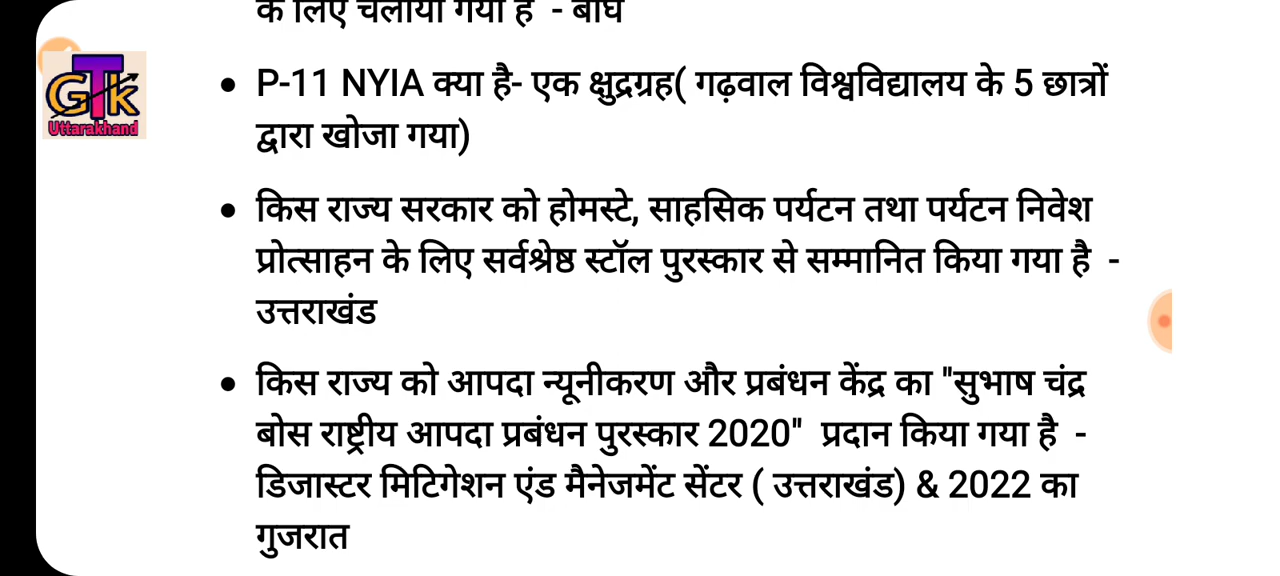 के लिए चलाया गया है - बाघ
GTK
Uttarakhand
• P-11 NYIA क्या है- एक क्षुद्रग्रह( गढ़वाल विश्वविद्यालय के 5 छात्रों
द्वारा खोजा गया)
• किस राज्य सरकार को होमस्टे, साहसिक पर्यटन तथा पर्यटन निवेश
प्रोत्साहन के लिए सर्वश्रेष्ठ स्टॉल पुरस्कार से सम्मानित किया गया है -
उत्तराखंड
• किस राज्य को आपदा न्यूनीकरण और प्रबंधन केंद्र का "सुभाष चंद्र
बोस राष्ट्रीय आपदा प्रबंधन पुरस्कार 2020" प्रदान किया गया है -
डिजास्टर मिटिगेशन एंड मैनेजमेंट सेंटर ( उत्तराखंड) & 2022 का
गुजरात